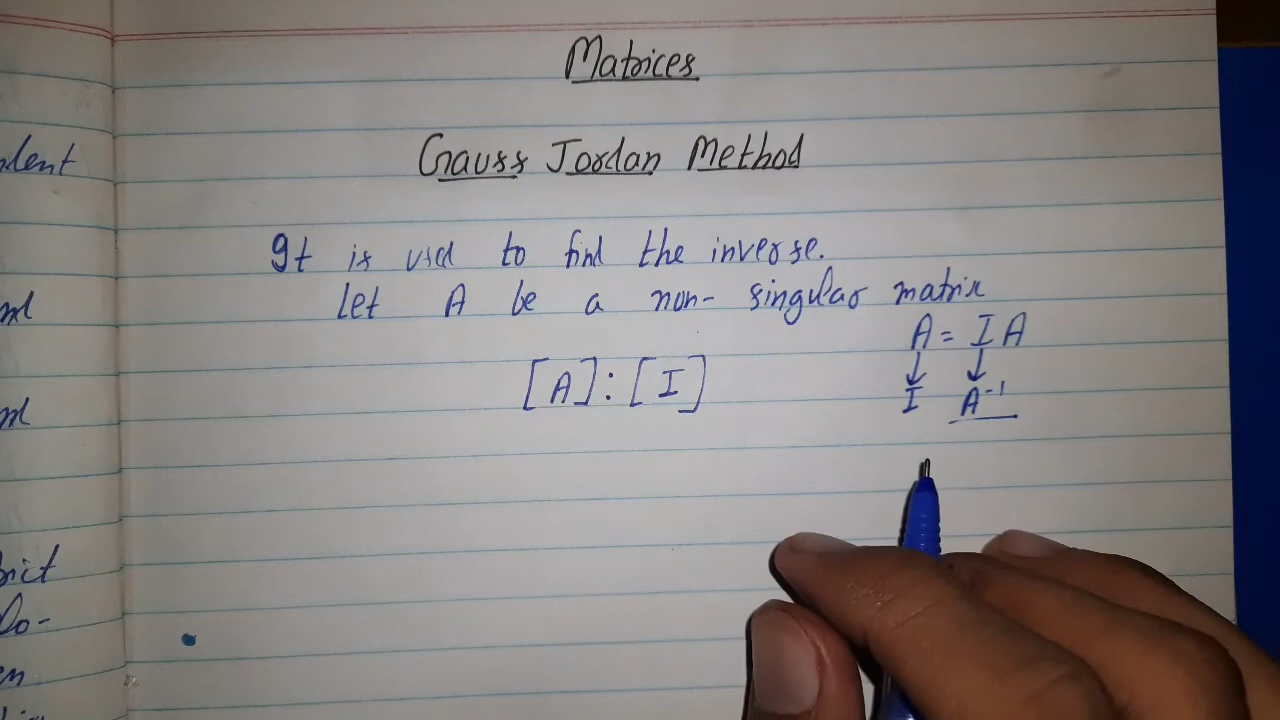 Matrices
Gauss Jordan Method
It is used to find the inverse.
Let A be a non-singular matrix
A = I A
↓ ↓
I A⁻¹
[A] : [I]